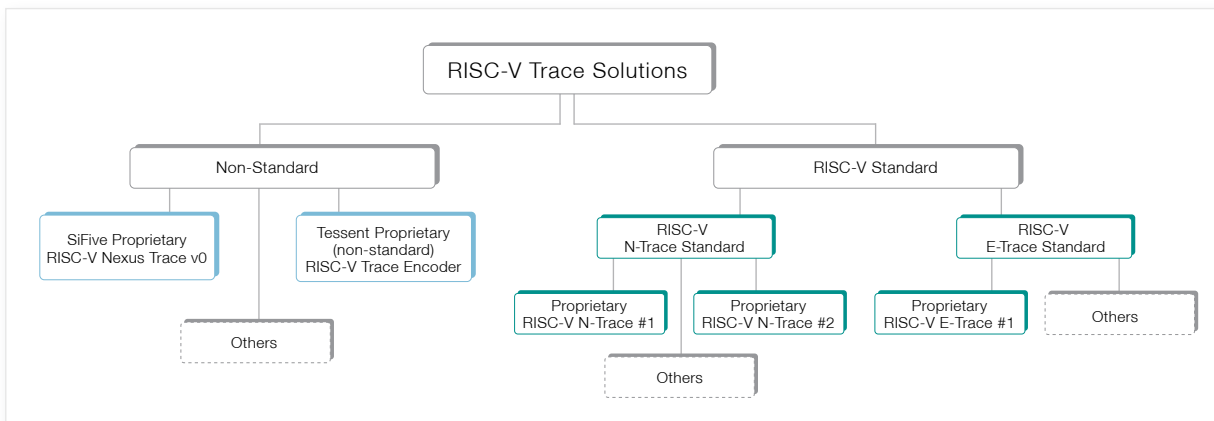 RISC-V Trace Solutions
Non-Standard
RISC-V Standard
SiFive Proprietary
RISC-V Nexus Trace v0
Tessent Proprietary
(non-standard)
RISC-V Trace Encoder
Others
RISC-V
N-Trace Standard
RISC-V
E-Trace Standard
Proprietary
RISC-V N-Trace #1
Proprietary
RISC-V N-Trace #2
Others
Proprietary
RISC-V E-Trace #1
Others